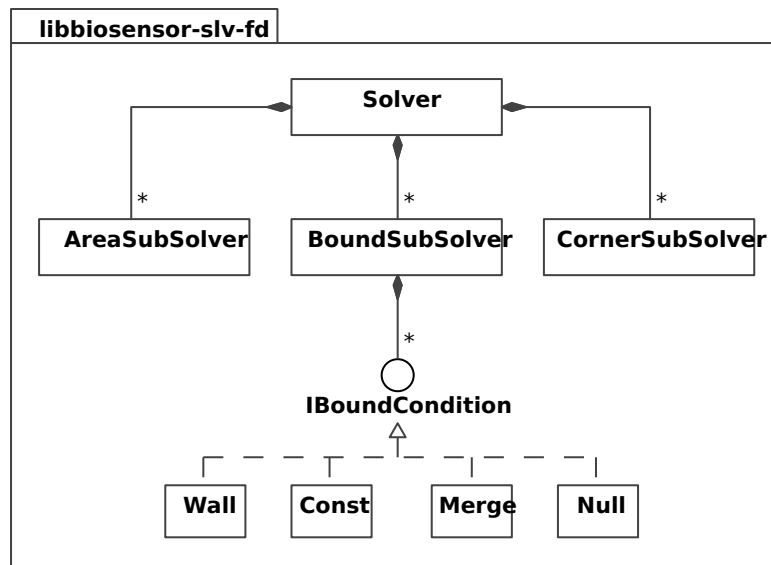 libbiosensor-slv-fd
Solver
* * *
AreaSubSolver BoundSubSolver CornerSubSolver
*
IBoundCondition
Wall Const Merge Null